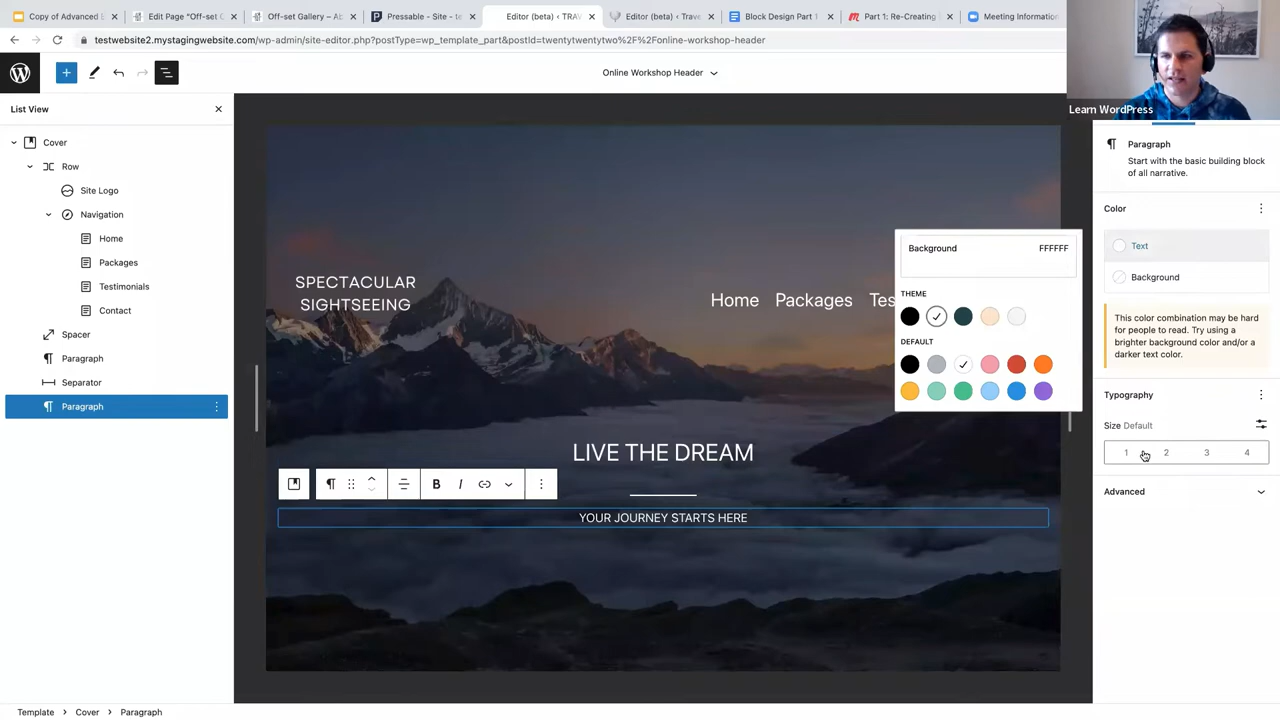 Copy of Advanced B
Edit Page "Off-set C
Off-set Gallery – Ab
Pressable - Site - te
Editor (beta) ‹ TRAV
Editor (beta) ‹ Trave
Block Design Part 1
Part 1: Re-Creating
Meeting Information
testwebsite2.mystagingwebsite.com/wp-admin/site-editor.php?postType=wp_template_part&postId=twentytwentytwo%2F%2Fonline-workshop-header
Online Workshop Header
Learn WordPress
List View
Cover
Row
Site Logo
Navigation
Home
Packages
Testimonials
Contact
Spacer
Paragraph
Separator
Paragraph
SPECTACULAR
SIGHTSEEING
Home Packages Tes
LIVE THE DREAM
B I
YOUR JOURNEY STARTS HERE
Background FFFFFF
THEME
DEFAULT
Paragraph
Start with the basic building block
of all narrative.
Color
Text
Background
This color combination may be hard
for people to read. Try using a
brighter background color and/or a
darker text color.
Typography
Size Default
1 2 3 4
Advanced
Template > Cover > Paragraph